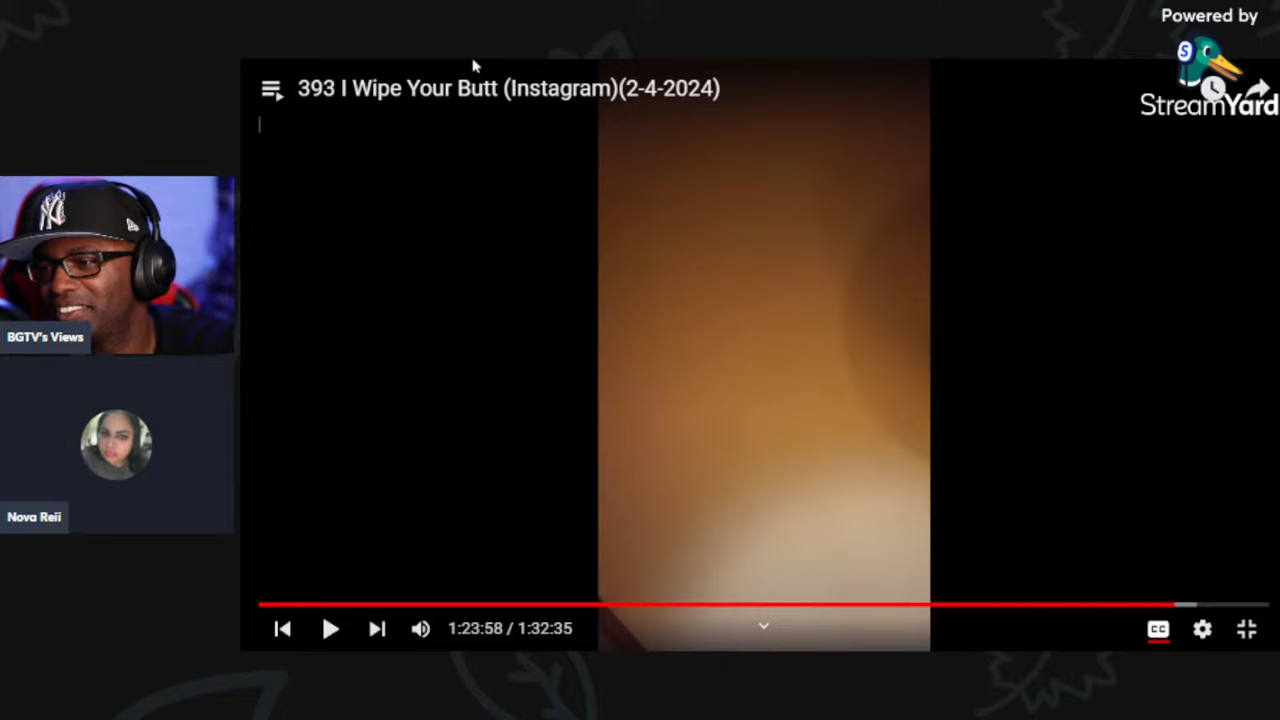 Powered by
S
StreamYard
393 I Wipe Your Butt (Instagram)(2-4-2024)
NY
BGTV's Views
Nova Reii
1:23:58 / 1:32:35
CC